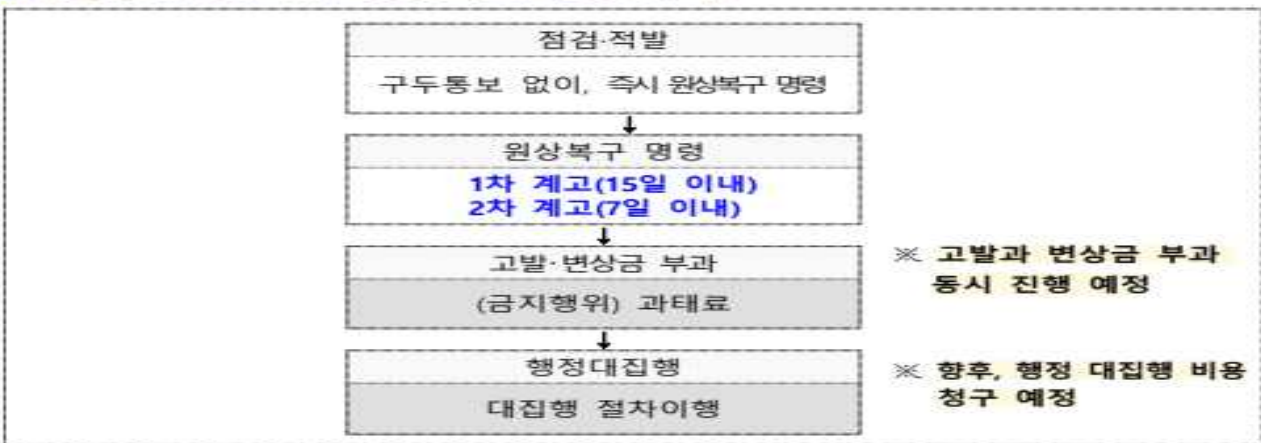 점검·적발
구두통보 없이, 즉시 원상복구 명령
↓
원상복구 명령
1차 계고(15일 이내)
2차 계고(7일 이내)
↓
고발·변상금 부과
(금지행위) 과태료
※ 고발과 변상금 부과
동시 진행 예정
↓
행정대집행
대집행 절차이행
※ 향후, 행정 대집행 비용
청구 예정